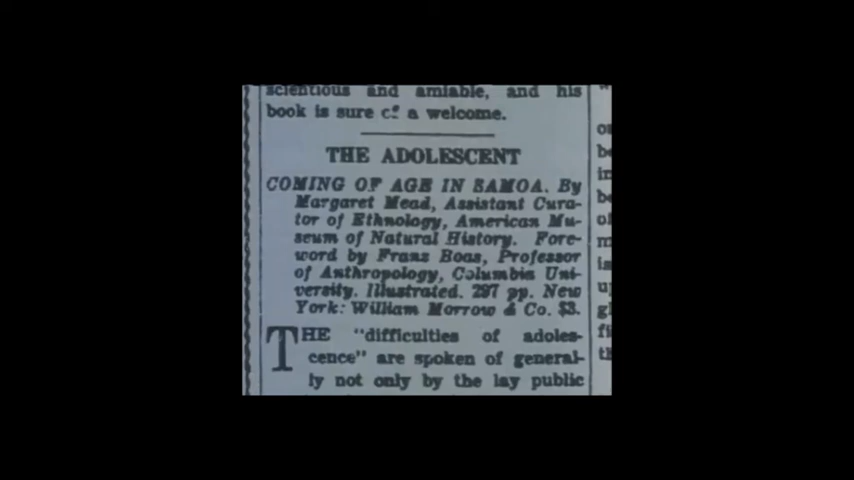 scientious and amiable, and his
book is sure of a welcome.
THE ADOLESCENT
COMING OF AGE IN SAMOA. By
Margaret Mead, Assistant Cura-
tor of Ethnology, American Mu-
seum of Natural History. Fore-
word by Franz Boas, Professor
of Anthropology, Columbia Uni-
versity. Illustrated. 297 pp. New
York: William Morrow & Co. $3.
THE "difficulties of adoles-
cence" are spoken of general-
ly not only by the lay public